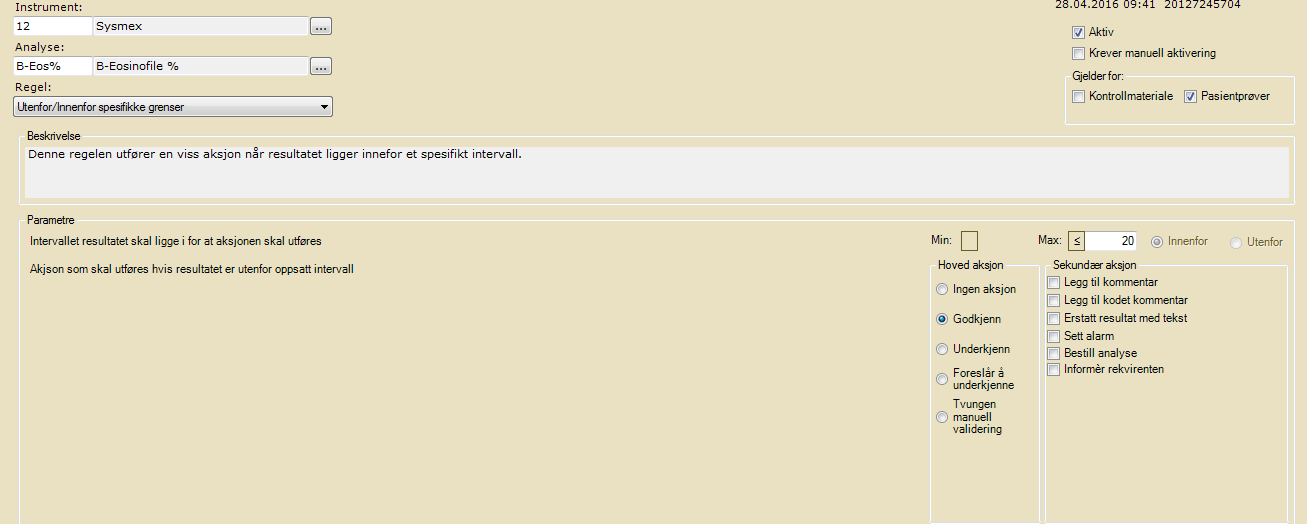 Instrument:
28.04.2016 09:41 20127245704
12 Sysmex ...
Aktiv
Analyse:
Krever manuell aktivering
B-Eos% B-Eosinofile % ...
Gjelder for:
Regel:
Kontrollmateriale Pasientprøver
Utenfor/Innenfor spesifikke grenser
Beskrivelse
Denne regelen utfører en viss aksjon når resultatet ligger innefor et spesifikt intervall.
Parametre
Intervallet resultatet skal ligge i for at aksjonen skal utføres
Min: Max: ≤ 20 Innenfor Utenfor
Akjson som skal utføres hvis resultatet er utenfor oppsatt intervall
Hoved aksjon
Ingen aksjon
Godkjenn
Underkjenn
Foreslår å
underkjenne
Tvungen
manuell
validering
Sekundær aksjon
Legg til kommentar
Legg til kodet kommentar
Erstatt resultat med tekst
Sett alarm
Bestill analyse
Informèr rekvirenten